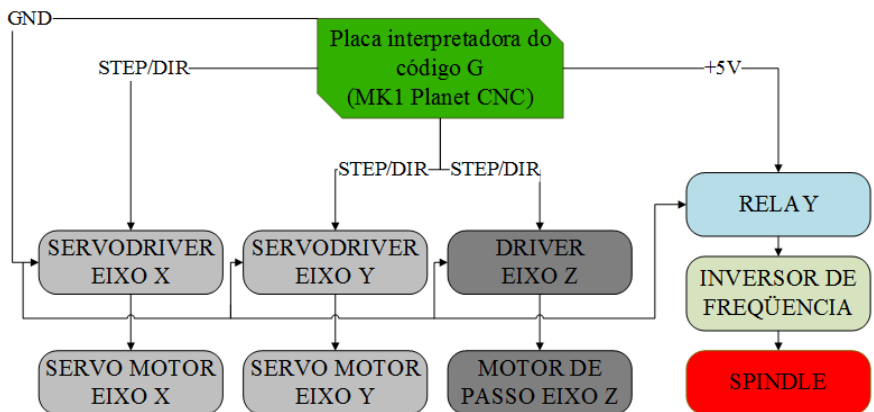 GND
Placa interpretadora do
código G
(MK1 Planet CNC)
STEP/DIR
+5V
STEP/DIR
STEP/DIR
RELAY
SERVODRIVER
EIXO X
SERVODRIVER
EIXO Y
DRIVER
EIXO Z
INVERSOR DE
FREQÜENCIA
SERVO MOTOR
EIXO X
SERVO MOTOR
EIXO Y
MOTOR DE
PASSO EIXO Z
SPINDLE